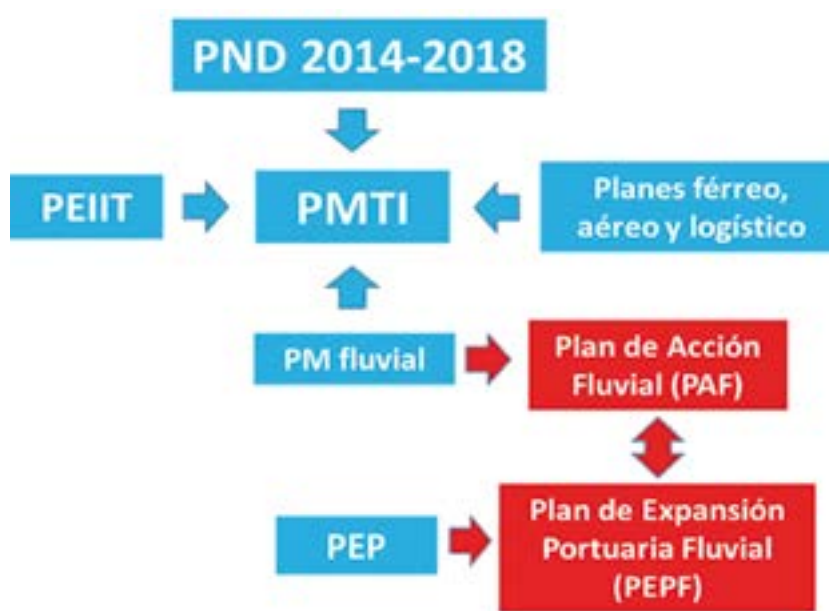 PND 2014-2018
PEIIT
PMTI
Planes férreo,
aéreo y logístico
PM fluvial
Plan de Acción
Fluvial (PAF)
PEP
Plan de Expansión
Portuaria Fluvial
(PEPF)